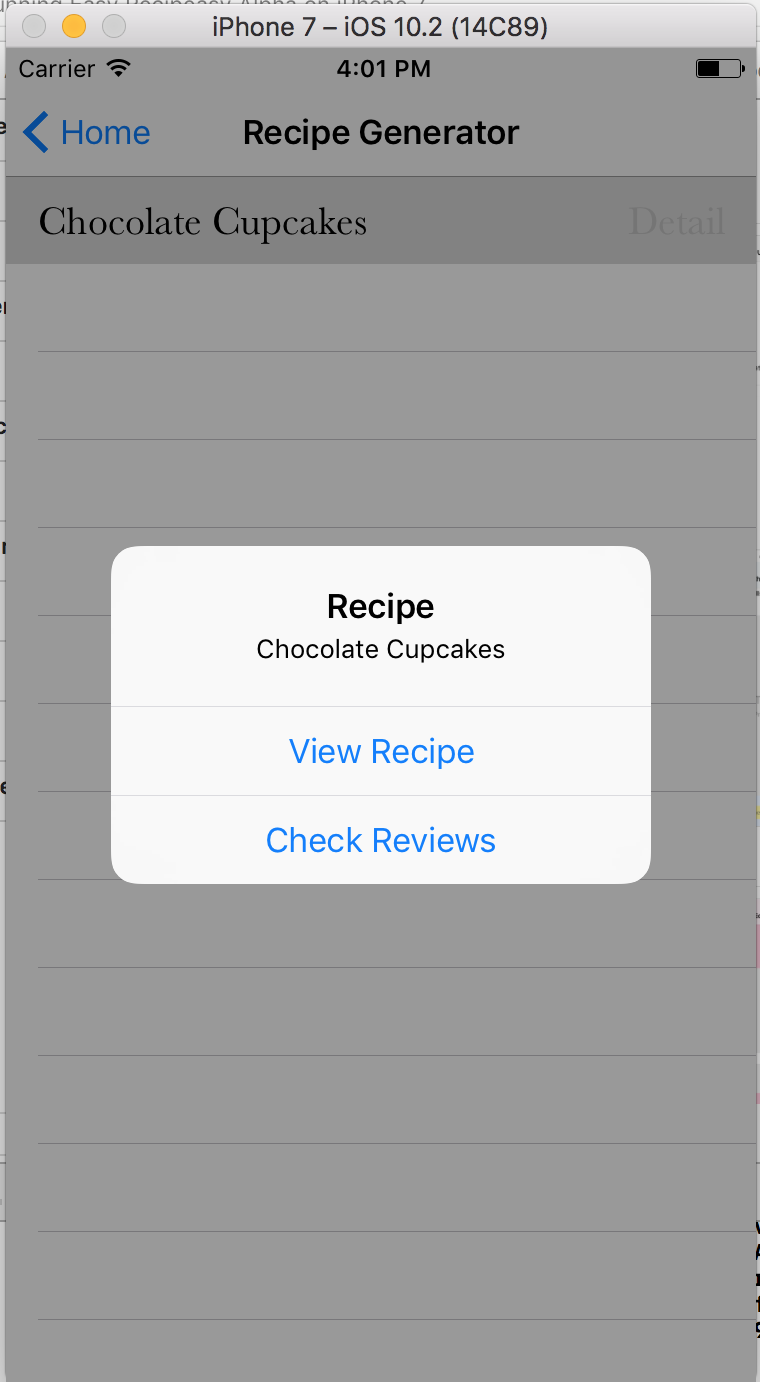 iPhone 7 – iOS 10.2 (14C89)
Carrier 4:01 PM
Home Recipe Generator
Chocolate Cupcakes Detail
Recipe
Chocolate Cupcakes
View Recipe
Check Reviews